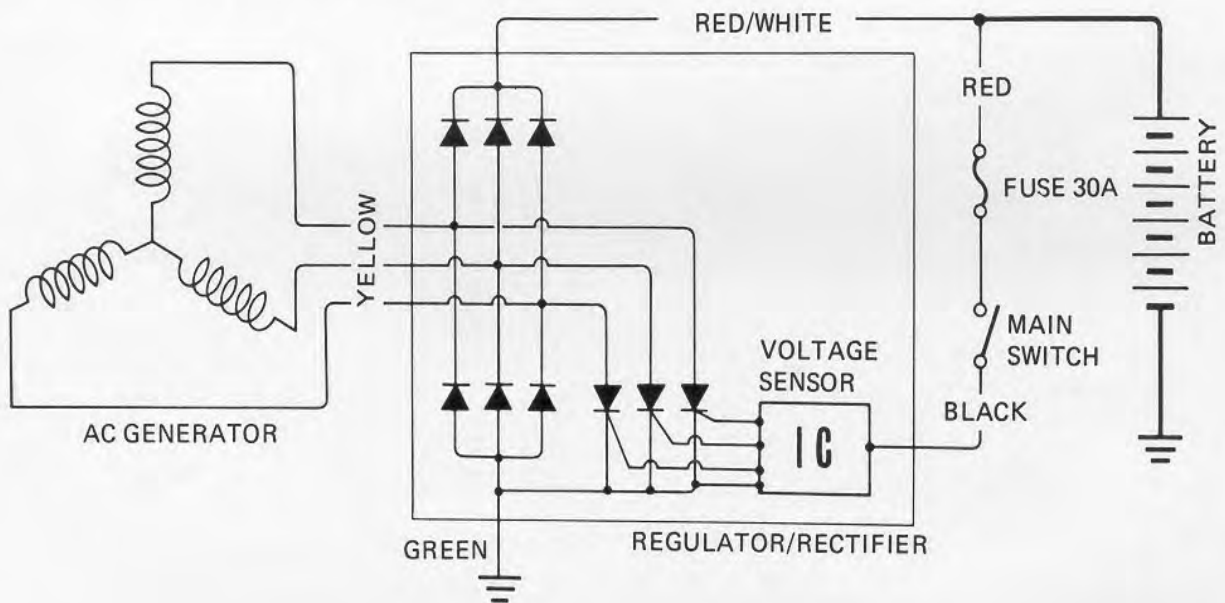 RED/WHITE
RED
FUSE 30A
BATTERY
YELLOW
VOLTAGE
SENSOR
MAIN
SWITCH
BLACK
IC
AC GENERATOR
GREEN
REGULATOR/RECTIFIER